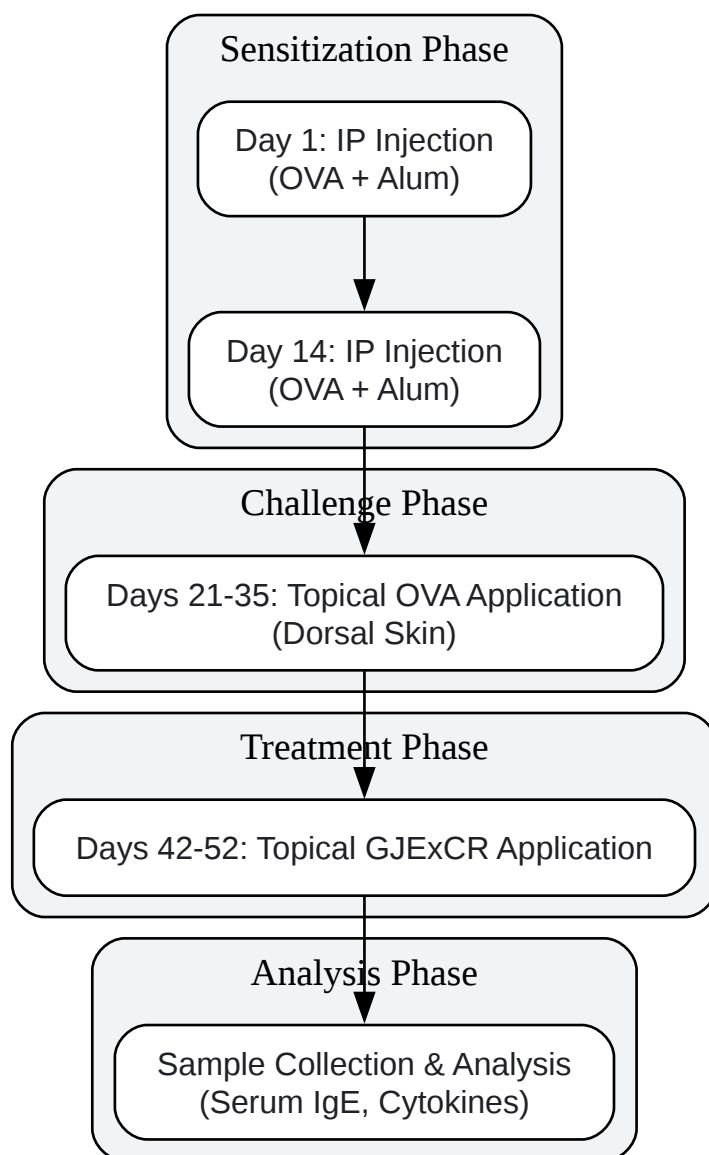 Sensitization Phase
Day 1: IP Injection
(OVA + Alum)
Day 14: IP Injection
(OVA + Alum)
Challenge Phase
Days 21-35: Topical OVA Application
(Dorsal Skin)
Treatment Phase
Days 42-52: Topical GJExCR Application
Analysis Phase
Sample Collection & Analysis
(Serum IgE, Cytokines)